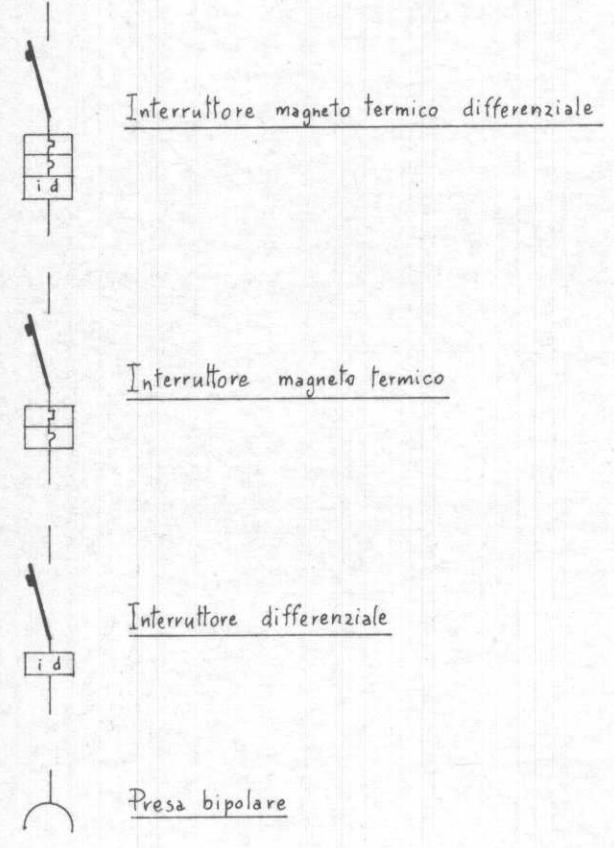 Interruttore magneto termico differenziale
i d
Interruttore magneto termico
Interruttore differenziale
i d
Presa bipolare